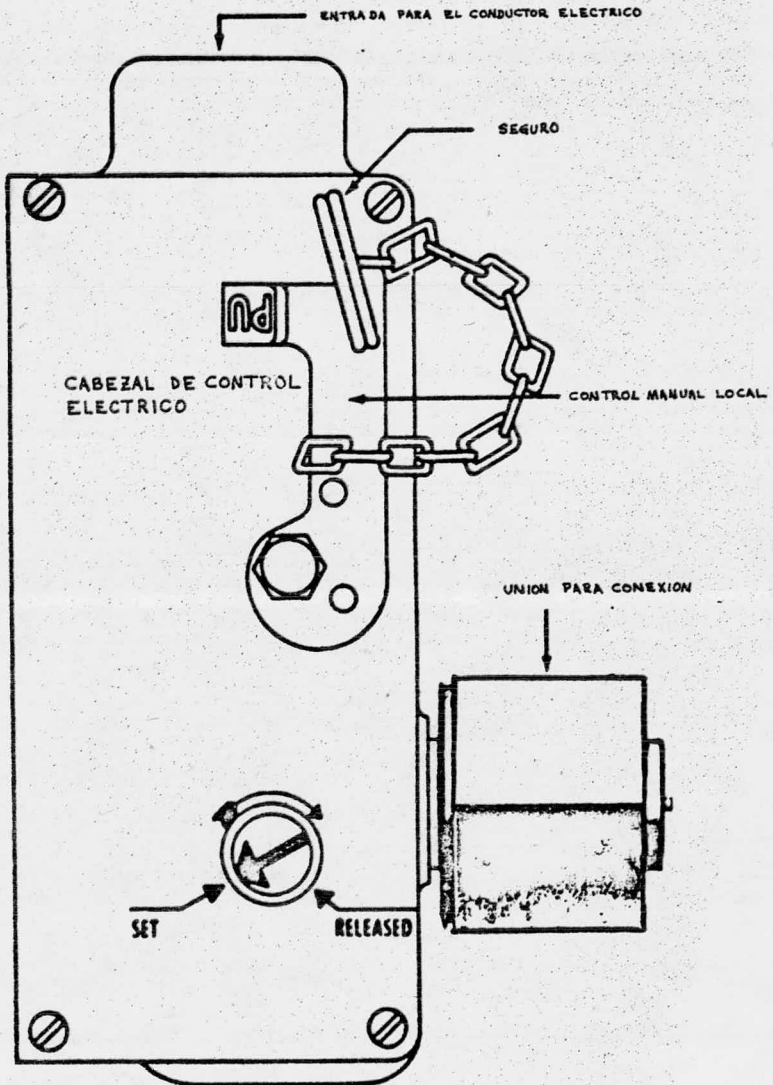 ENTRADA PARA EL CONDUCTOR ELECTRICO
SEGURO
PU
CABEZAL DE CONTROL
ELECTRICO
CONTROL MANUAL LOCAL
UNION PARA CONEXION
SET
RELEASED